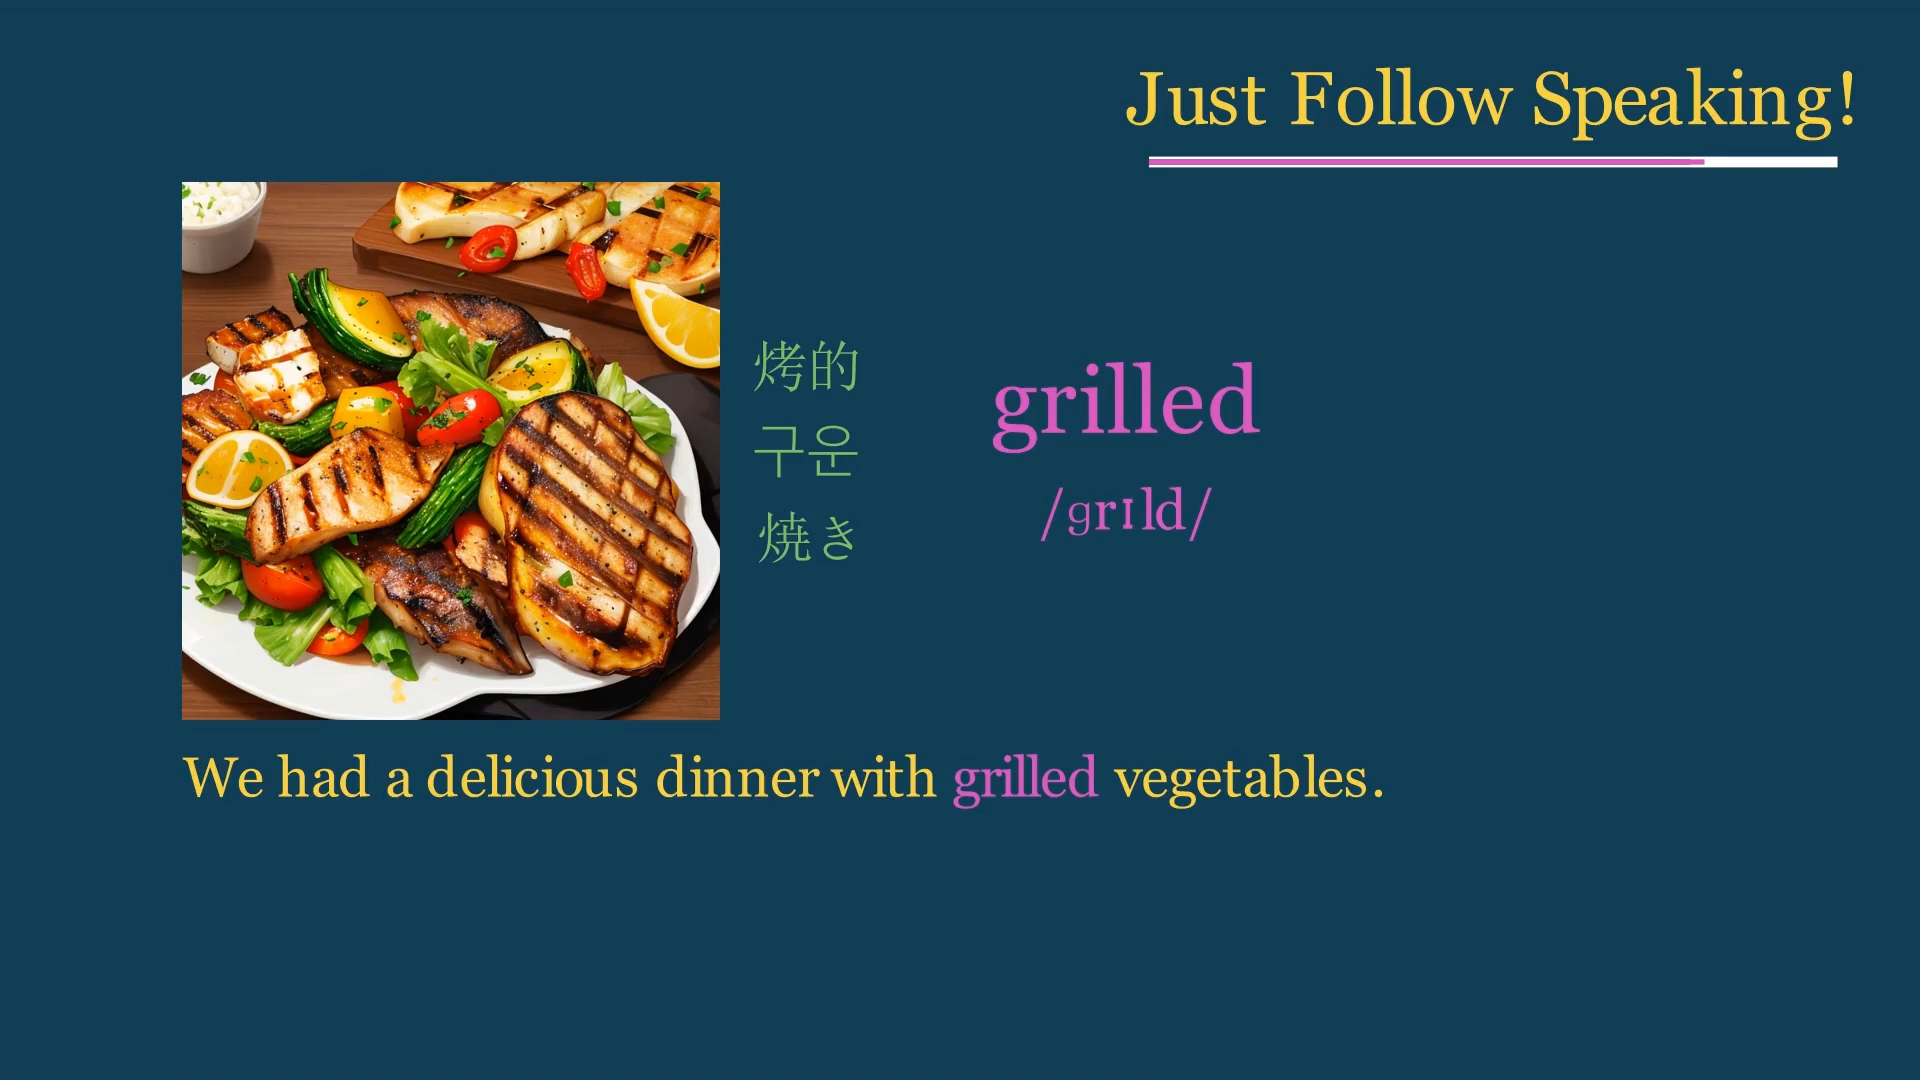 Just Follow Speaking!
烤的
구운
焼き
grilled
/ɡrɪld/
We had a delicious dinner with grilled vegetables.